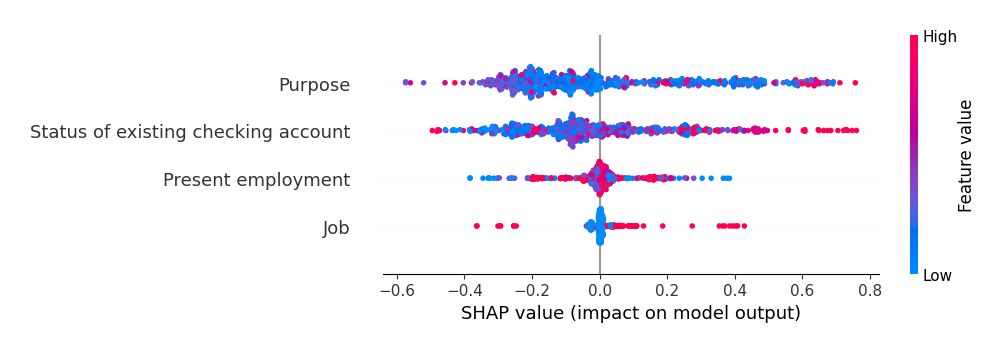 High
Purpose
Status of existing checking account
Present employment
Job
Feature value
Low
−0.6 −0.4 −0.2 0.0 0.2 0.4 0.6 0.8
SHAP value (impact on model output)